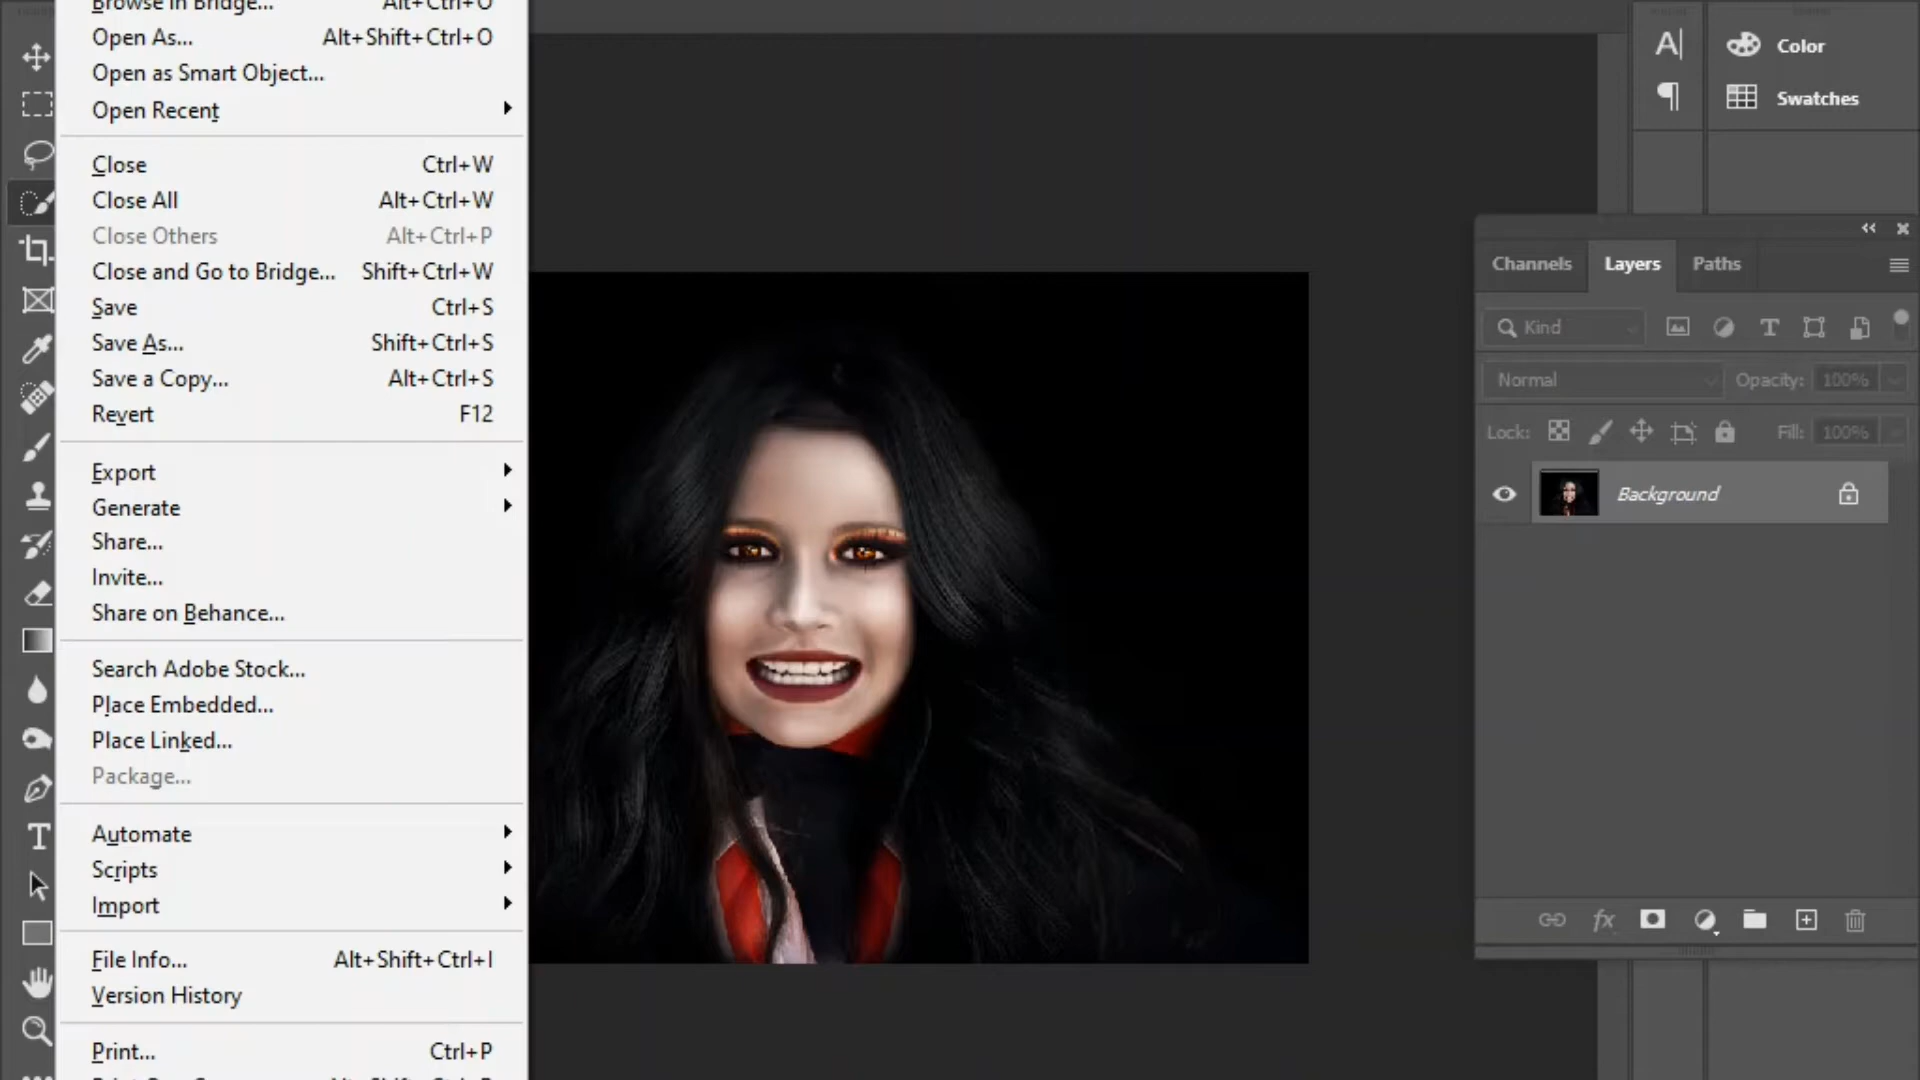 Browse in Bridge... Alt+Ctrl+O
Open As... Alt+Shift+Ctrl+O
Open as Smart Object...
Open Recent
Close Ctrl+W
Close All Alt+Ctrl+W
Close Others Alt+Ctrl+P
Close and Go to Bridge... Shift+Ctrl+W
Save Ctrl+S
Save As... Shift+Ctrl+S
Save a Copy... Alt+Ctrl+S
Revert F12
Export
Generate
Share...
Invite...
Share on Behance...
Search Adobe Stock...
Place Embedded...
Place Linked...
Package...
Automate
Scripts
Import
File Info... Alt+Shift+Ctrl+I
Version History
Print... Ctrl+P
Color
Swatches
Channels Layers Paths
Kind
Normal Opacity: 100%
Lock: Fill: 100%
Background